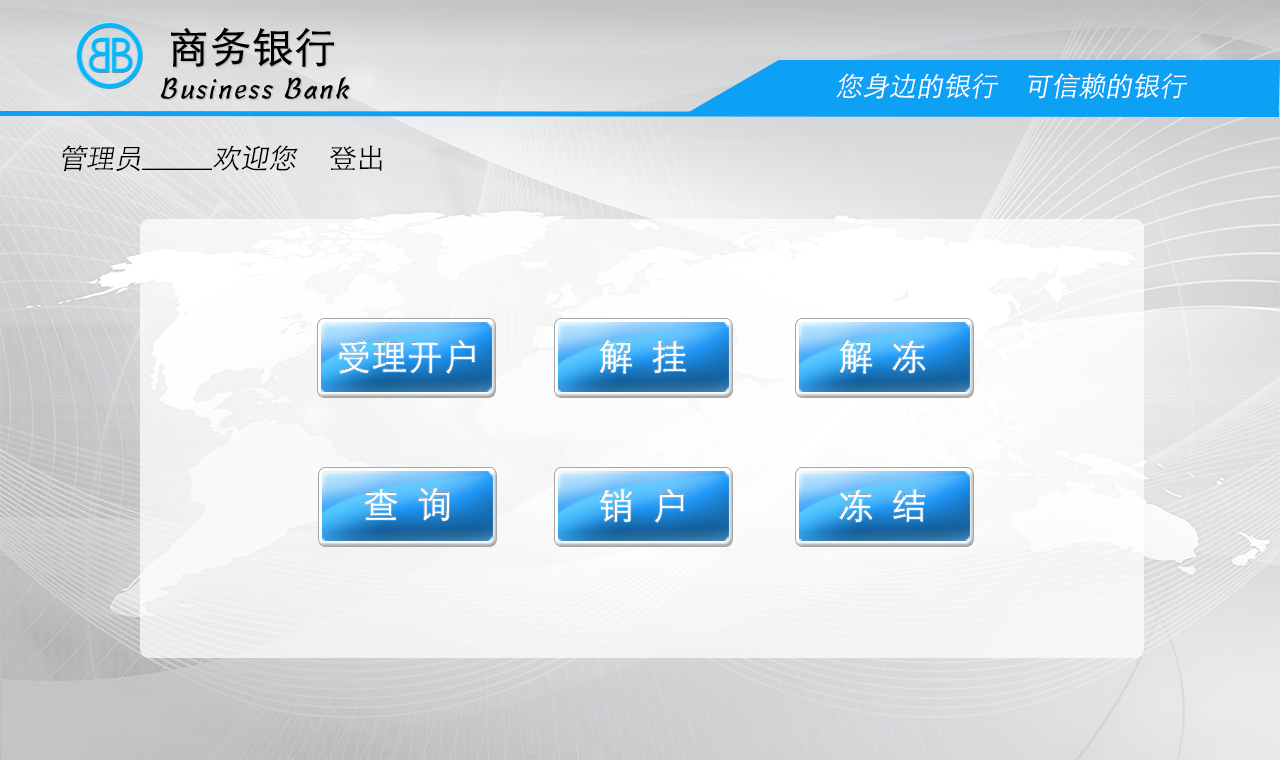 BB
商务银行
Business Bank
您身边的银行 可信赖的银行
管理员_____欢迎您 登出
受理开户 解 挂 解 冻
查 询 销 户 冻 结